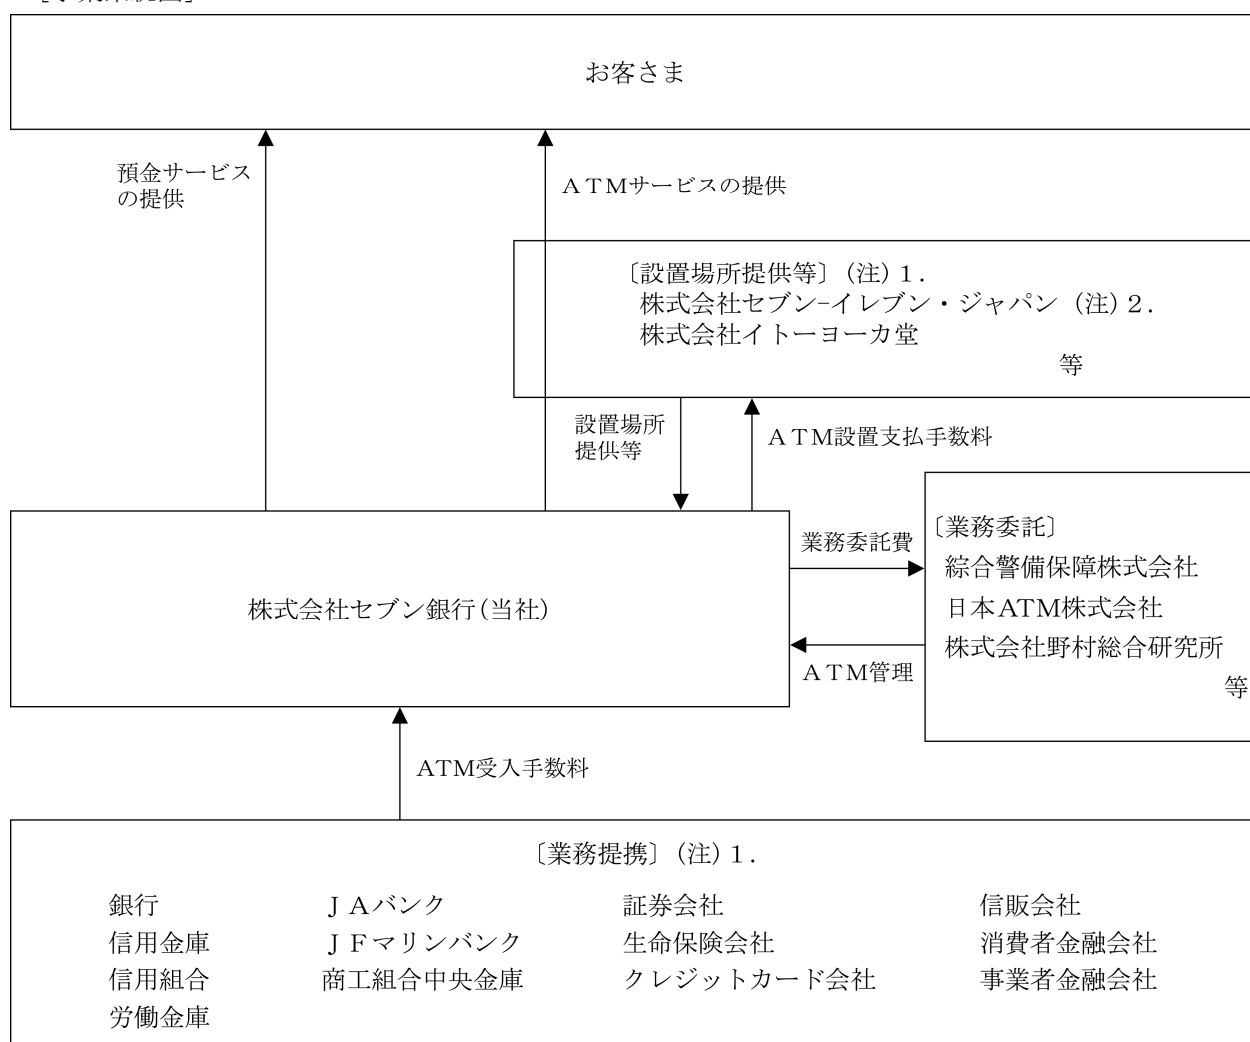 お客さま
預金サービス
の提供
ＡＴＭサービスの提供
〔設置場所提供等〕(注)１.
株式会社セブン-イレブン・ジャパン (注)２.
株式会社イトーヨーカ堂
等
設置場所
提供等
ＡＴＭ設置支払手数料
株式会社セブン銀行(当社)
業務委託費
ＡＴＭ管理
〔業務委託〕
綜合警備保障株式会社
日本ATM株式会社
株式会社野村総合研究所
等
ATM受入手数料
〔業務提携〕(注)１.
銀行 ＪＡバンク 証券会社 信販会社
信用金庫 ＪＦマリンバンク 生命保険会社 消費者金融会社
信用組合 商工組合中央金庫 クレジットカード会社 事業者金融会社
労働金庫